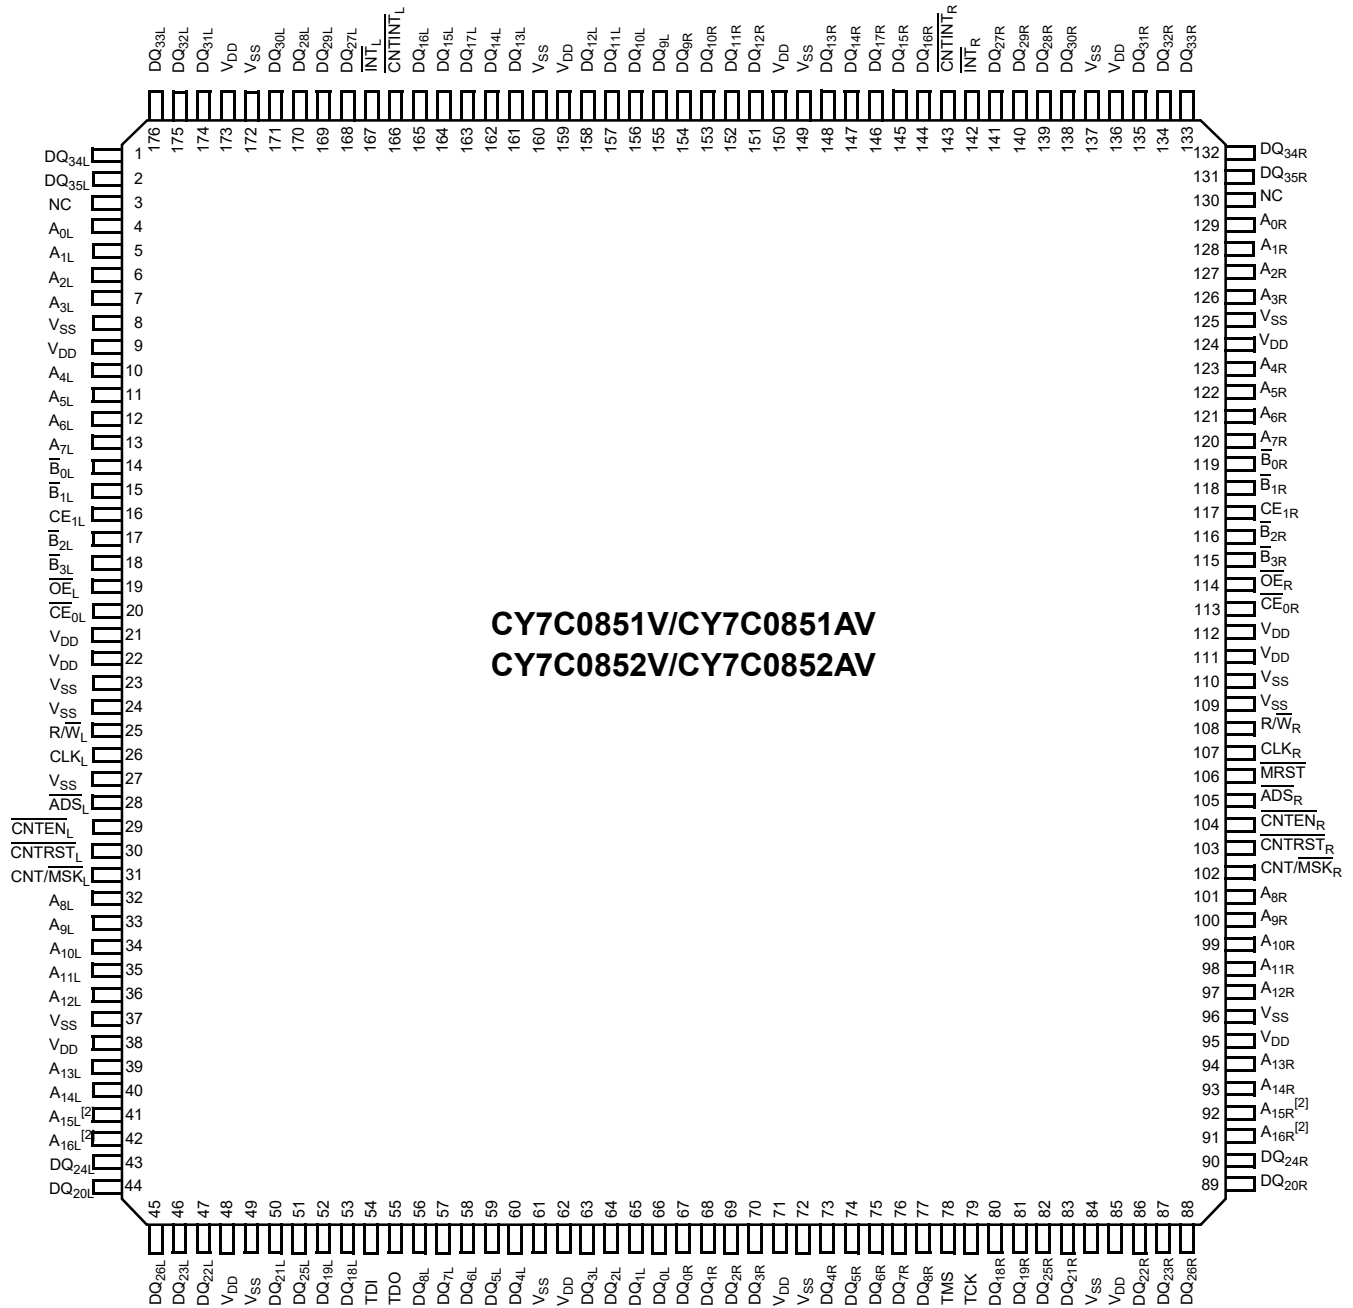 DQ33L DQ32L DQ31L VDD VSS DQ30L DQ28L DQ29L DQ27L INTL CNTINTL DQ16L DQ15L DQ17L DQ14L DQ13L VSS VDD DQ12L DQ11L DQ10L DQ9L DQ9R DQ10R DQ11R DQ12R VDD VSS DQ13R DQ14R DQ17R DQ15R DQ16R CNTINTR INTR DQ27R DQ29R DQ28R DQ30R VSS VDD DQ31R DQ32R DQ33R
176 175 174 173 172 171 170 169 168 167 166 165 164 163 162 161 160 159 158 157 156 155 154 153 152 151 150 149 148 147 146 145 144 143 142 141 140 139 138 137 136 135 134 133
DQ34L 1 132 DQ34R
DQ35L 2 131 DQ35R
NC 3 130 NC
A0L 4 129 A0R
A1L 5 128 A1R
A2L 6 127 A2R
A3L 7 126 A3R
VSS 8 125 VSS
VDD 9 124 VDD
A4L 10 123 A4R
A5L 11 122 A5R
A6L 12 121 A6R
A7L 13 120 A7R
B0L 14 119 B0R
B1L 15 118 B1R
CE1L 16 117 CE1R
B2L 17 116 B2R
B3L 18 115 B3R
OEL 19 114 OER
CE0L 20 113 CE0R
CY7C0851V/CY7C0851AV
VDD 21 112 VDD
VDD 22 111 VDD
CY7C0852V/CY7C0852AV
VSS 23 110 VSS
VSS 24 109 VSS
R/WL 25 108 R/WR
CLKL 26 107 CLKR
VSS 27 106 MRST
ADSL 28 105 ADSR
CNTENL 29 104 CNTENR
CNTRSTL 30 103 CNTRSTR
CNT/MSKL 31 102 CNT/MSKR
A8L 32 101 A8R
A9L 33 100 A9R
A10L 34 99 A10R
A11L 35 98 A11R
A12L 36 97 A12R
VSS 37 96 VSS
VDD 38 95 VDD
A13L 39 94 A13R
A14L 40 93 A14R
A15L[2] 41 92 A15R[2]
A16L[2] 42 91 A16R[2]
DQ24L 43 90 DQ24R
DQ20L 44 89 DQ20R
45 46 47 48 49 50 51 52 53 54 55 56 57 58 59 60 61 62 63 64 65 66 67 68 69 70 71 72 73 74 75 76 77 78 79 80 81 82 83 84 85 86 87 88
DQ26L DQ23L DQ22L VDD VSS DQ21L DQ25L DQ19L DQ18L TDI TDO DQ8L DQ7L DQ6L DQ5L DQ4L VSS VDD DQ3L DQ2L DQ1L DQ0L DQ0R DQ1R DQ2R DQ3R VDD VSS DQ4R DQ5R DQ6R DQ7R DQ8R TMS TCK DQ18R DQ19R DQ25R DQ21R VSS VDD DQ22R DQ23R DQ26R